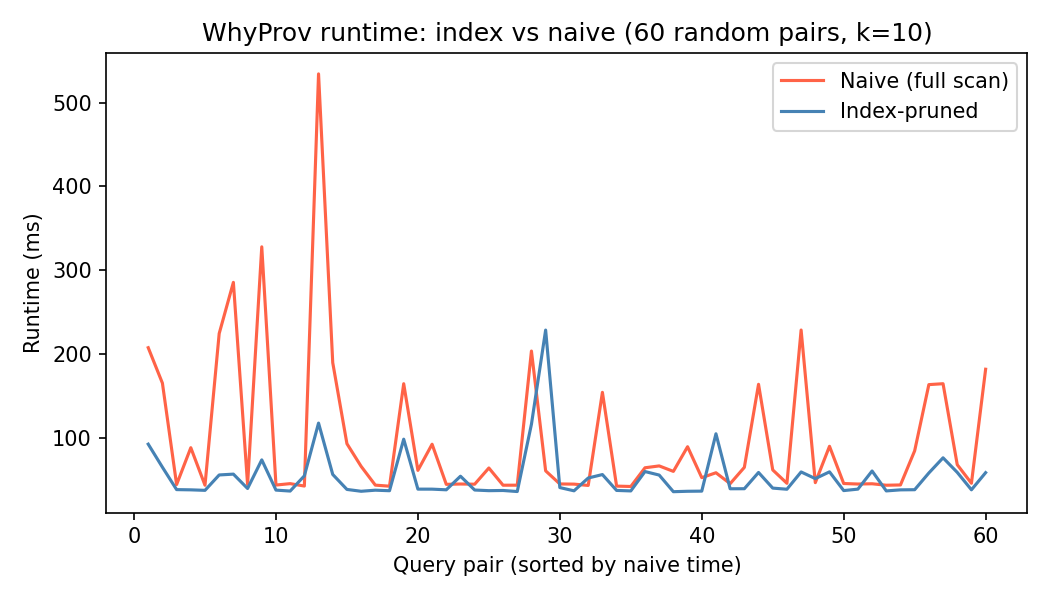 WhyProv runtime: index vs naive (60 random pairs, k=10)
Naive (full scan)
Index-pruned
Runtime (ms)
500
400
300
200
100
0 10 20 30 40 50 60
Query pair (sorted by naive time)